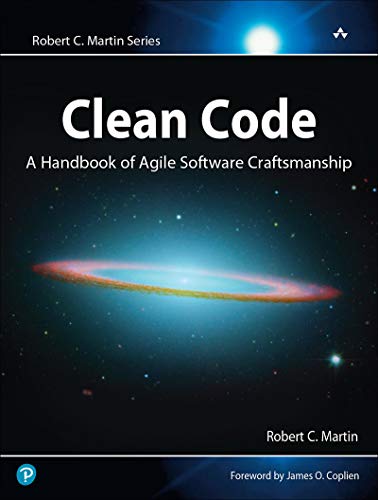 Robert C. Martin Series
Clean Code
A Handbook of Agile Software Craftsmanship
Robert C. Martin
Foreword by James O. Coplien